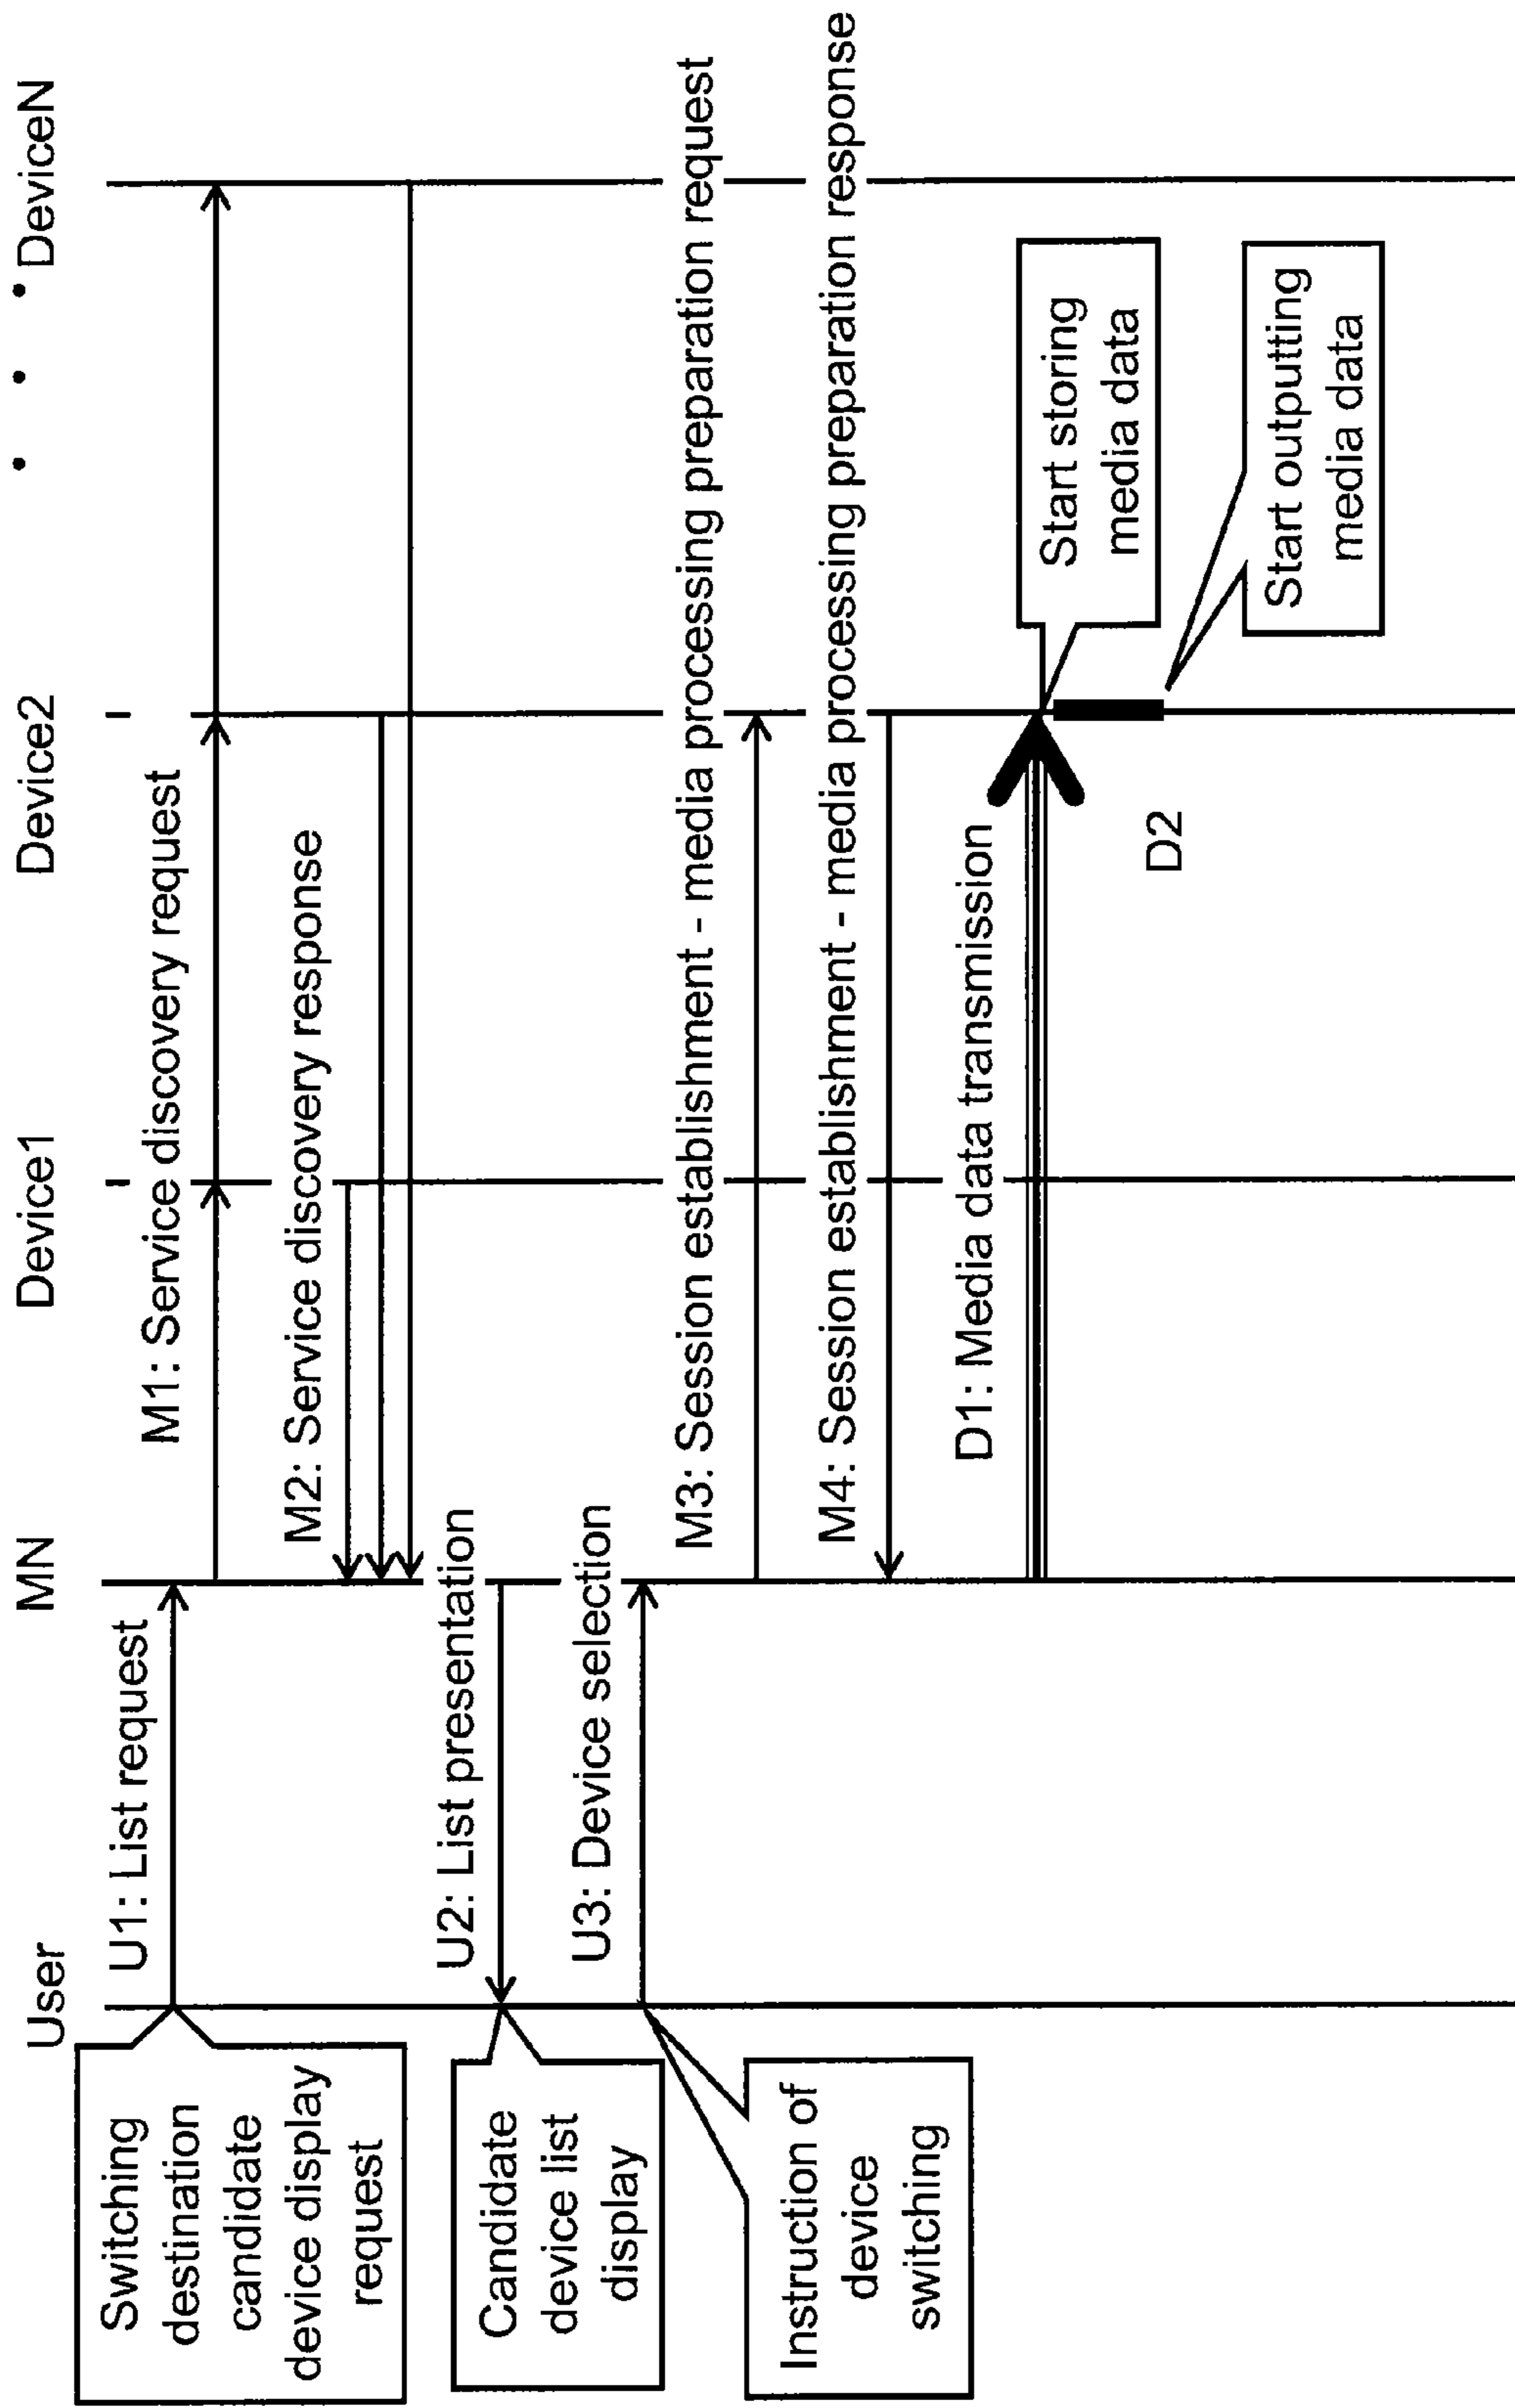 User
MN
Device1
Device2
• • •
DeviceN
Switching
destination
candidate
device display
request
U1: List request
M1: Service discovery request
M2: Service discovery response
Candidate
device list
display
U2: List presentation
U3: Device selection
Instruction of
device
switching
M3: Session establishment - media processing preparation request
M4: Session establishment - media processing preparation response
D1: Media data transmission
Start storing
media data
D2
Start outputting
media data